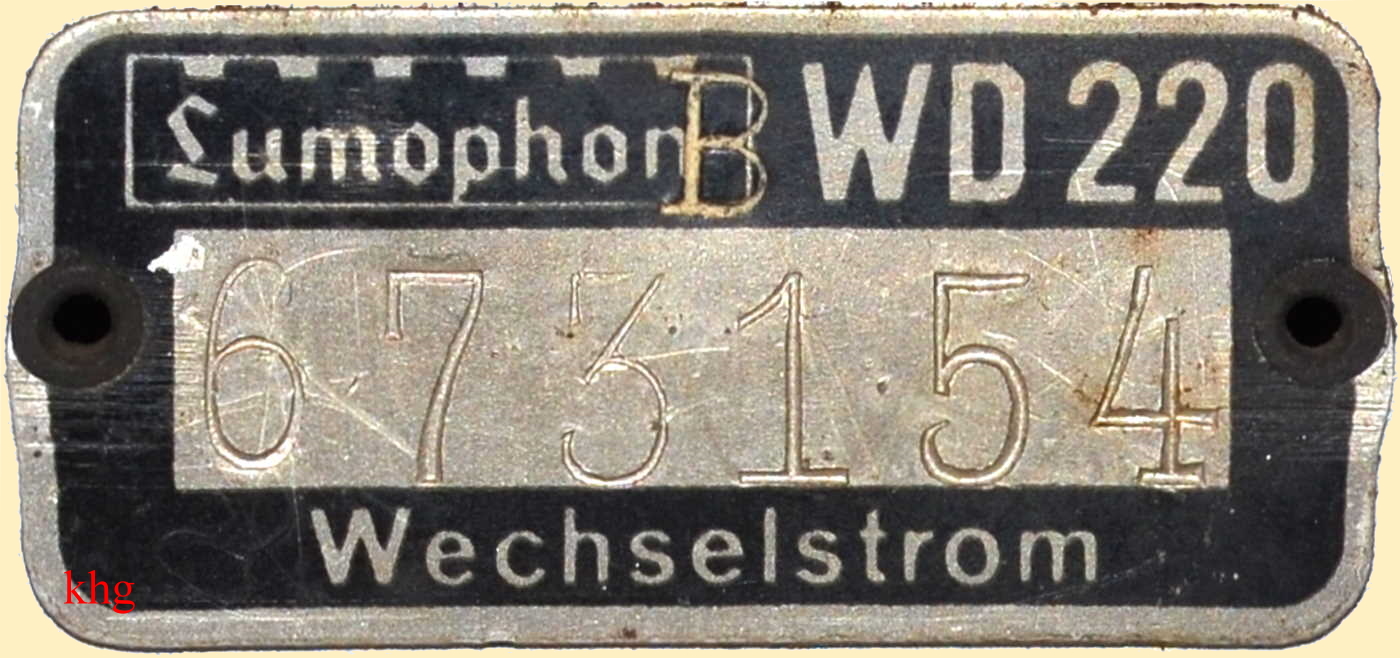 Lumophon B WD 220
673154
Wechselstrom
khg